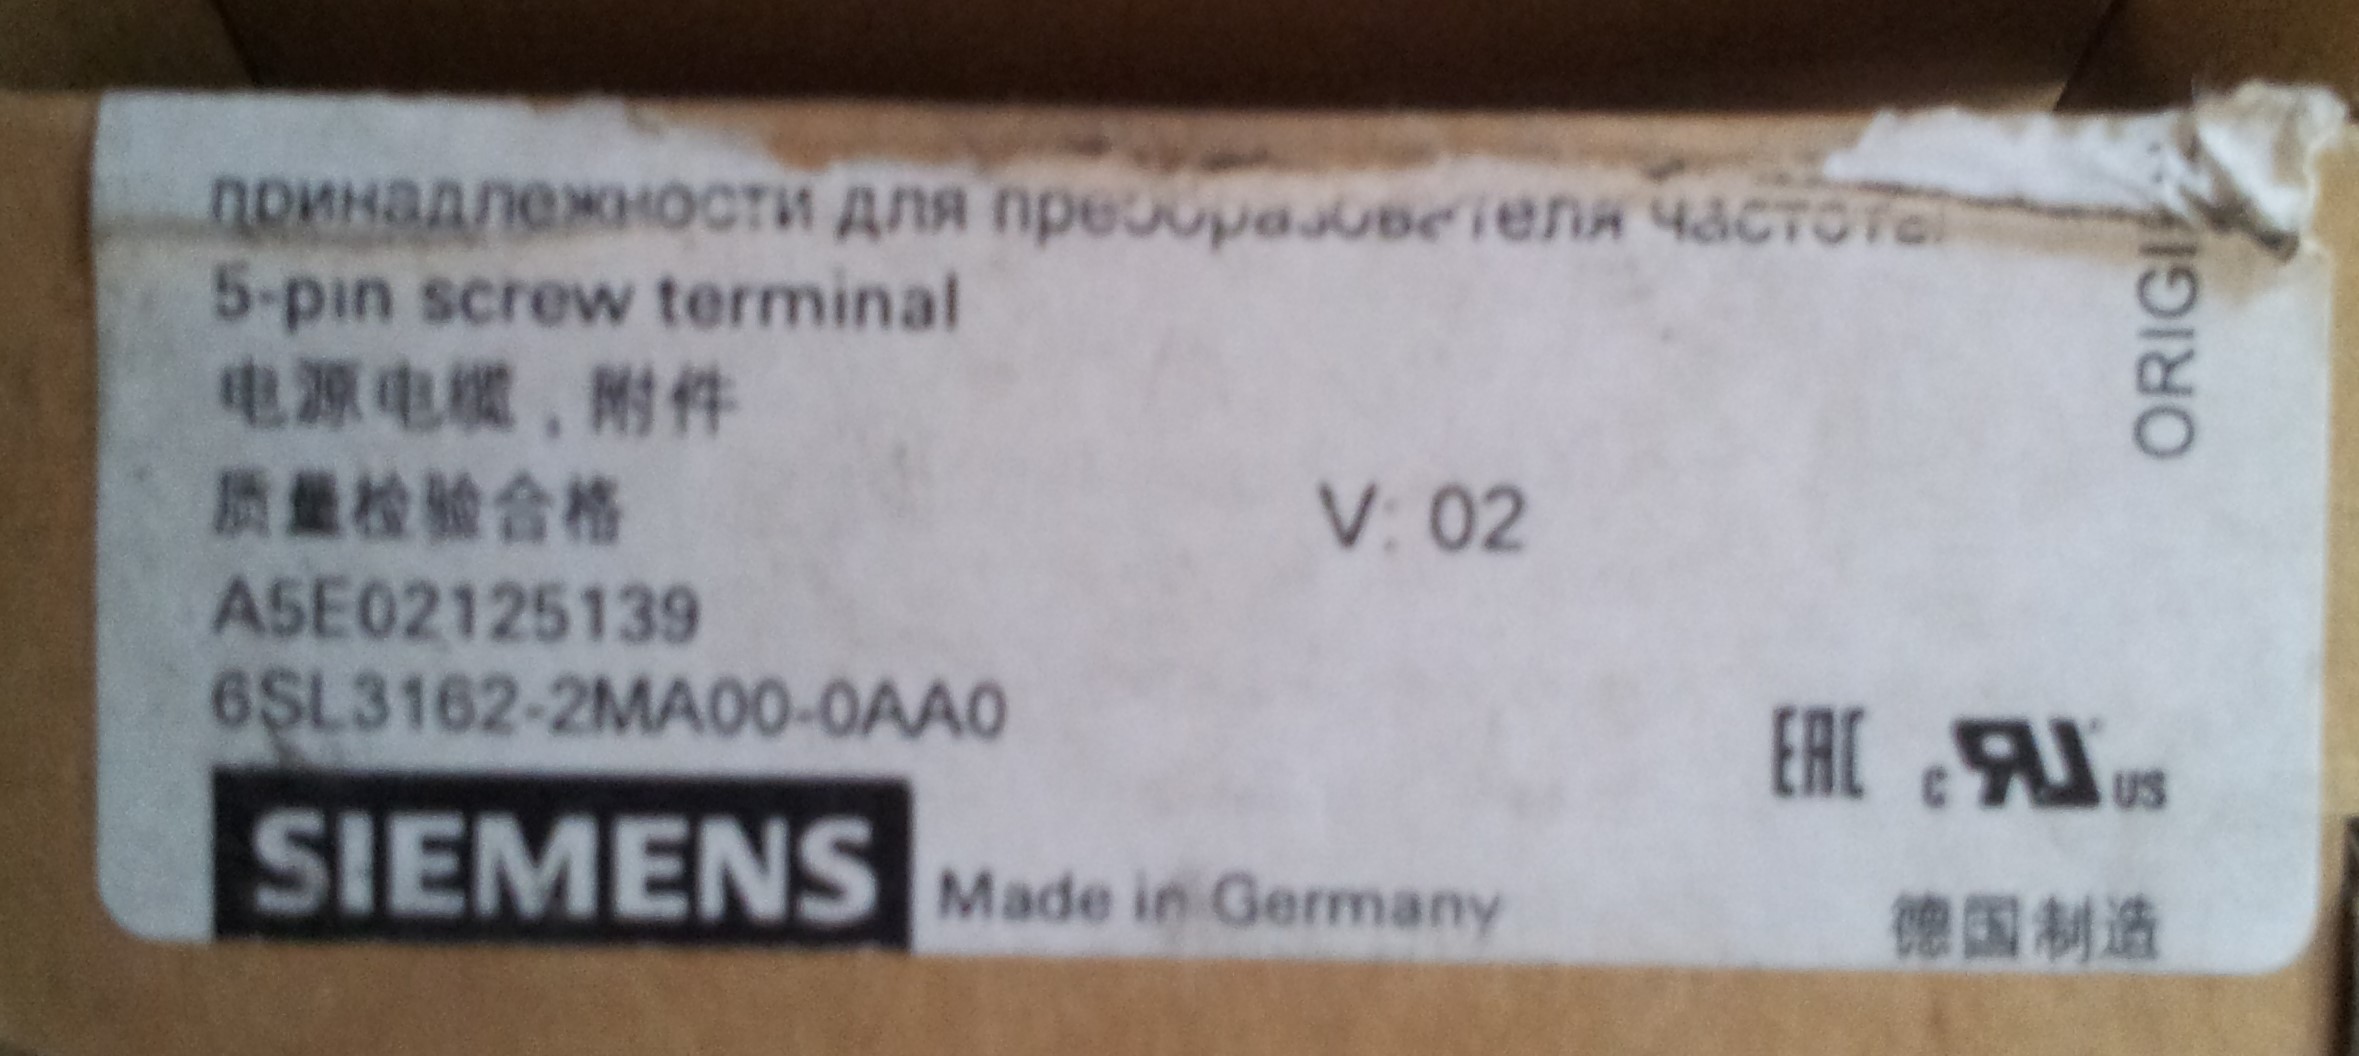 принадлежности для преобразователя частоты
5-pin screw terminal
电源电缆，附件
质量检验合格
V: 02
A5E02125139
6SL3162-2MA00-0AA0
EAC
c RU US
SIEMENS
Made in Germany
德国制造